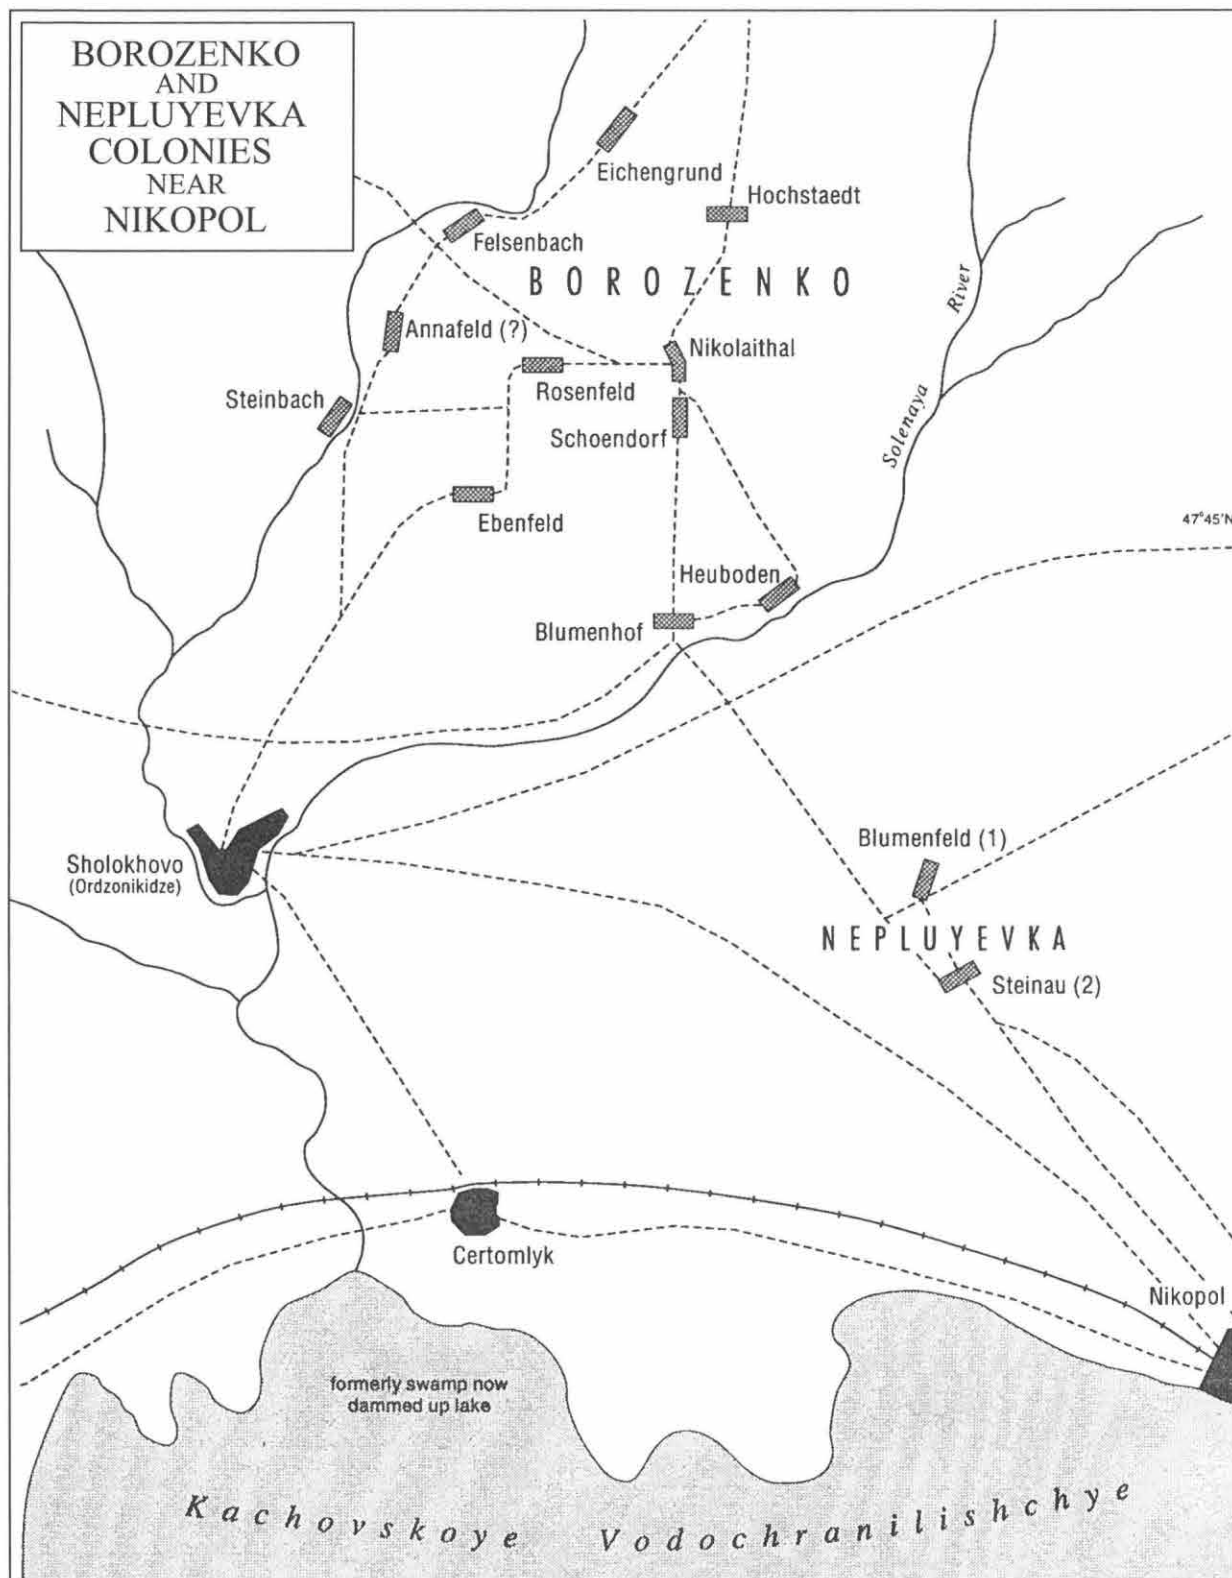 BOROZENKO
AND
NEPLUYEVKA
COLONIES
NEAR
NIKOPOL
Eichengrund
Hochstaedt
Felsenbach
BOROZENKO
River
Solenaya
Annafeld (?)
Nikolaithal
Steinbach
Rosenfeld
Schoendorf
Ebenfeld
47°45'N
Heuboden
Blumenhof
Blumenfeld (1)
Sholokhovo
(Ordzonikidze)
NEPLUYEVKA
Steinau (2)
Certomlyk
Nikopol
formerly swamp now
dammed up lake
Kachovskoye Vodochranilishchye